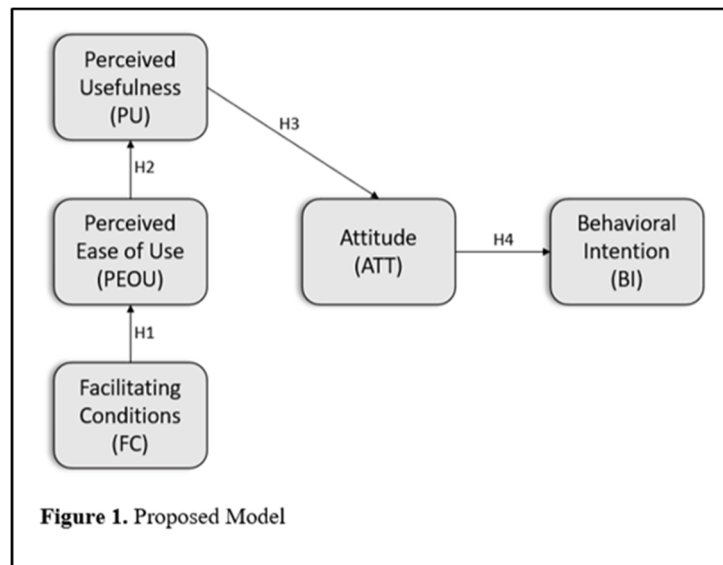 Perceived
Usefulness
(PU)
H3
H2
Perceived
Ease of Use
(PEOU)
Attitude
(ATT)
H4
Behavioral
Intention
(BI)
H1
Facilitating
Conditions
(FC)
Figure 1. Proposed Model